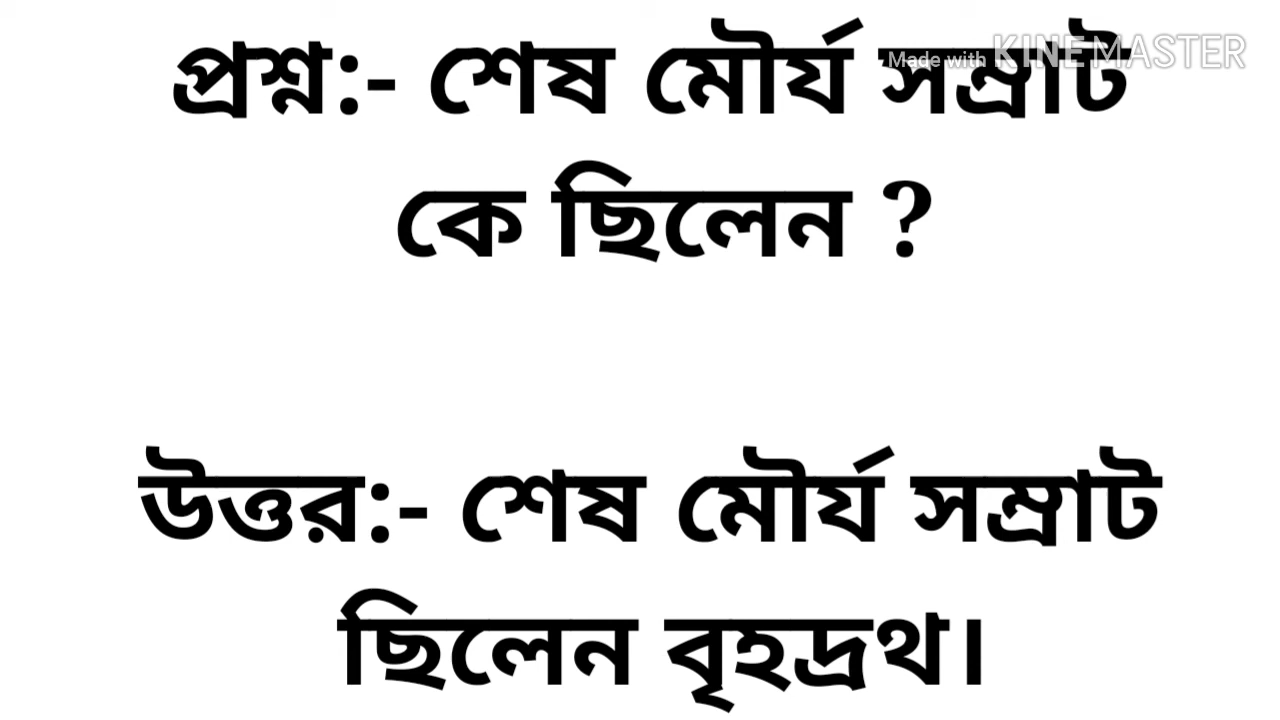 প্রশ্ন:- শেষ মৌর্য সম্রাট
Made with KINEMASTER
কে ছিলেন ?
উত্তর:- শেষ মৌর্য সম্রাট
ছিলেন বৃহদ্রথ।